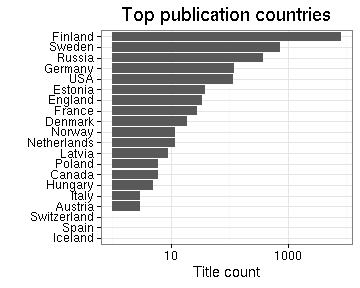 Top publication countries
Finland
Sweden
Russia
Germany
USA
Estonia
England
France
Denmark
Norway
Netherlands
Latvia
Poland
Canada
Hungary
Italy
Austria
Switzerland
Spain
Iceland
10 1000
Title count